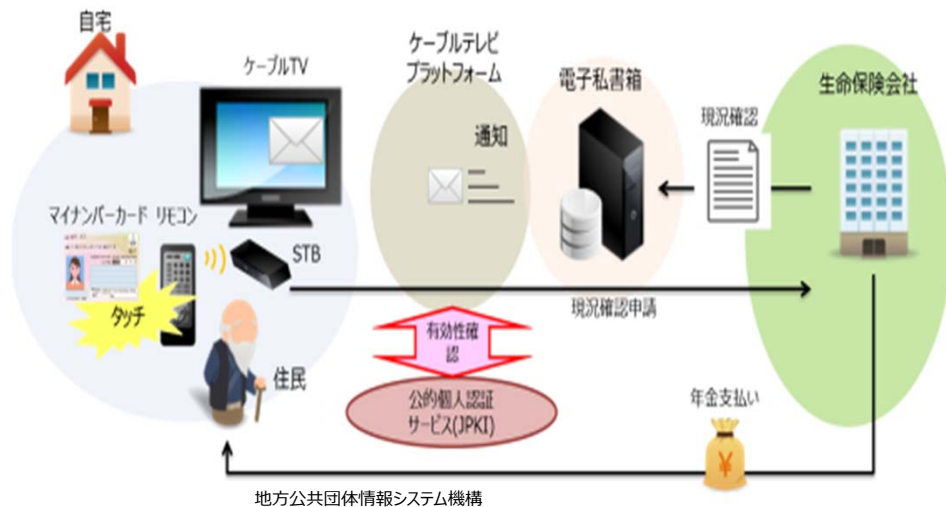 自宅
ケーブルTV
ケーブルテレビ
プラットフォーム
電子私書箱
生命保険会社
通知
現況確認
マイナンバーカード
リモコン
STB
タッチ
現況確認申請
有効性確
認
住民
公的個人認証
サービス(JPKI)
年金支払い
¥
地方公共団体情報システム機構